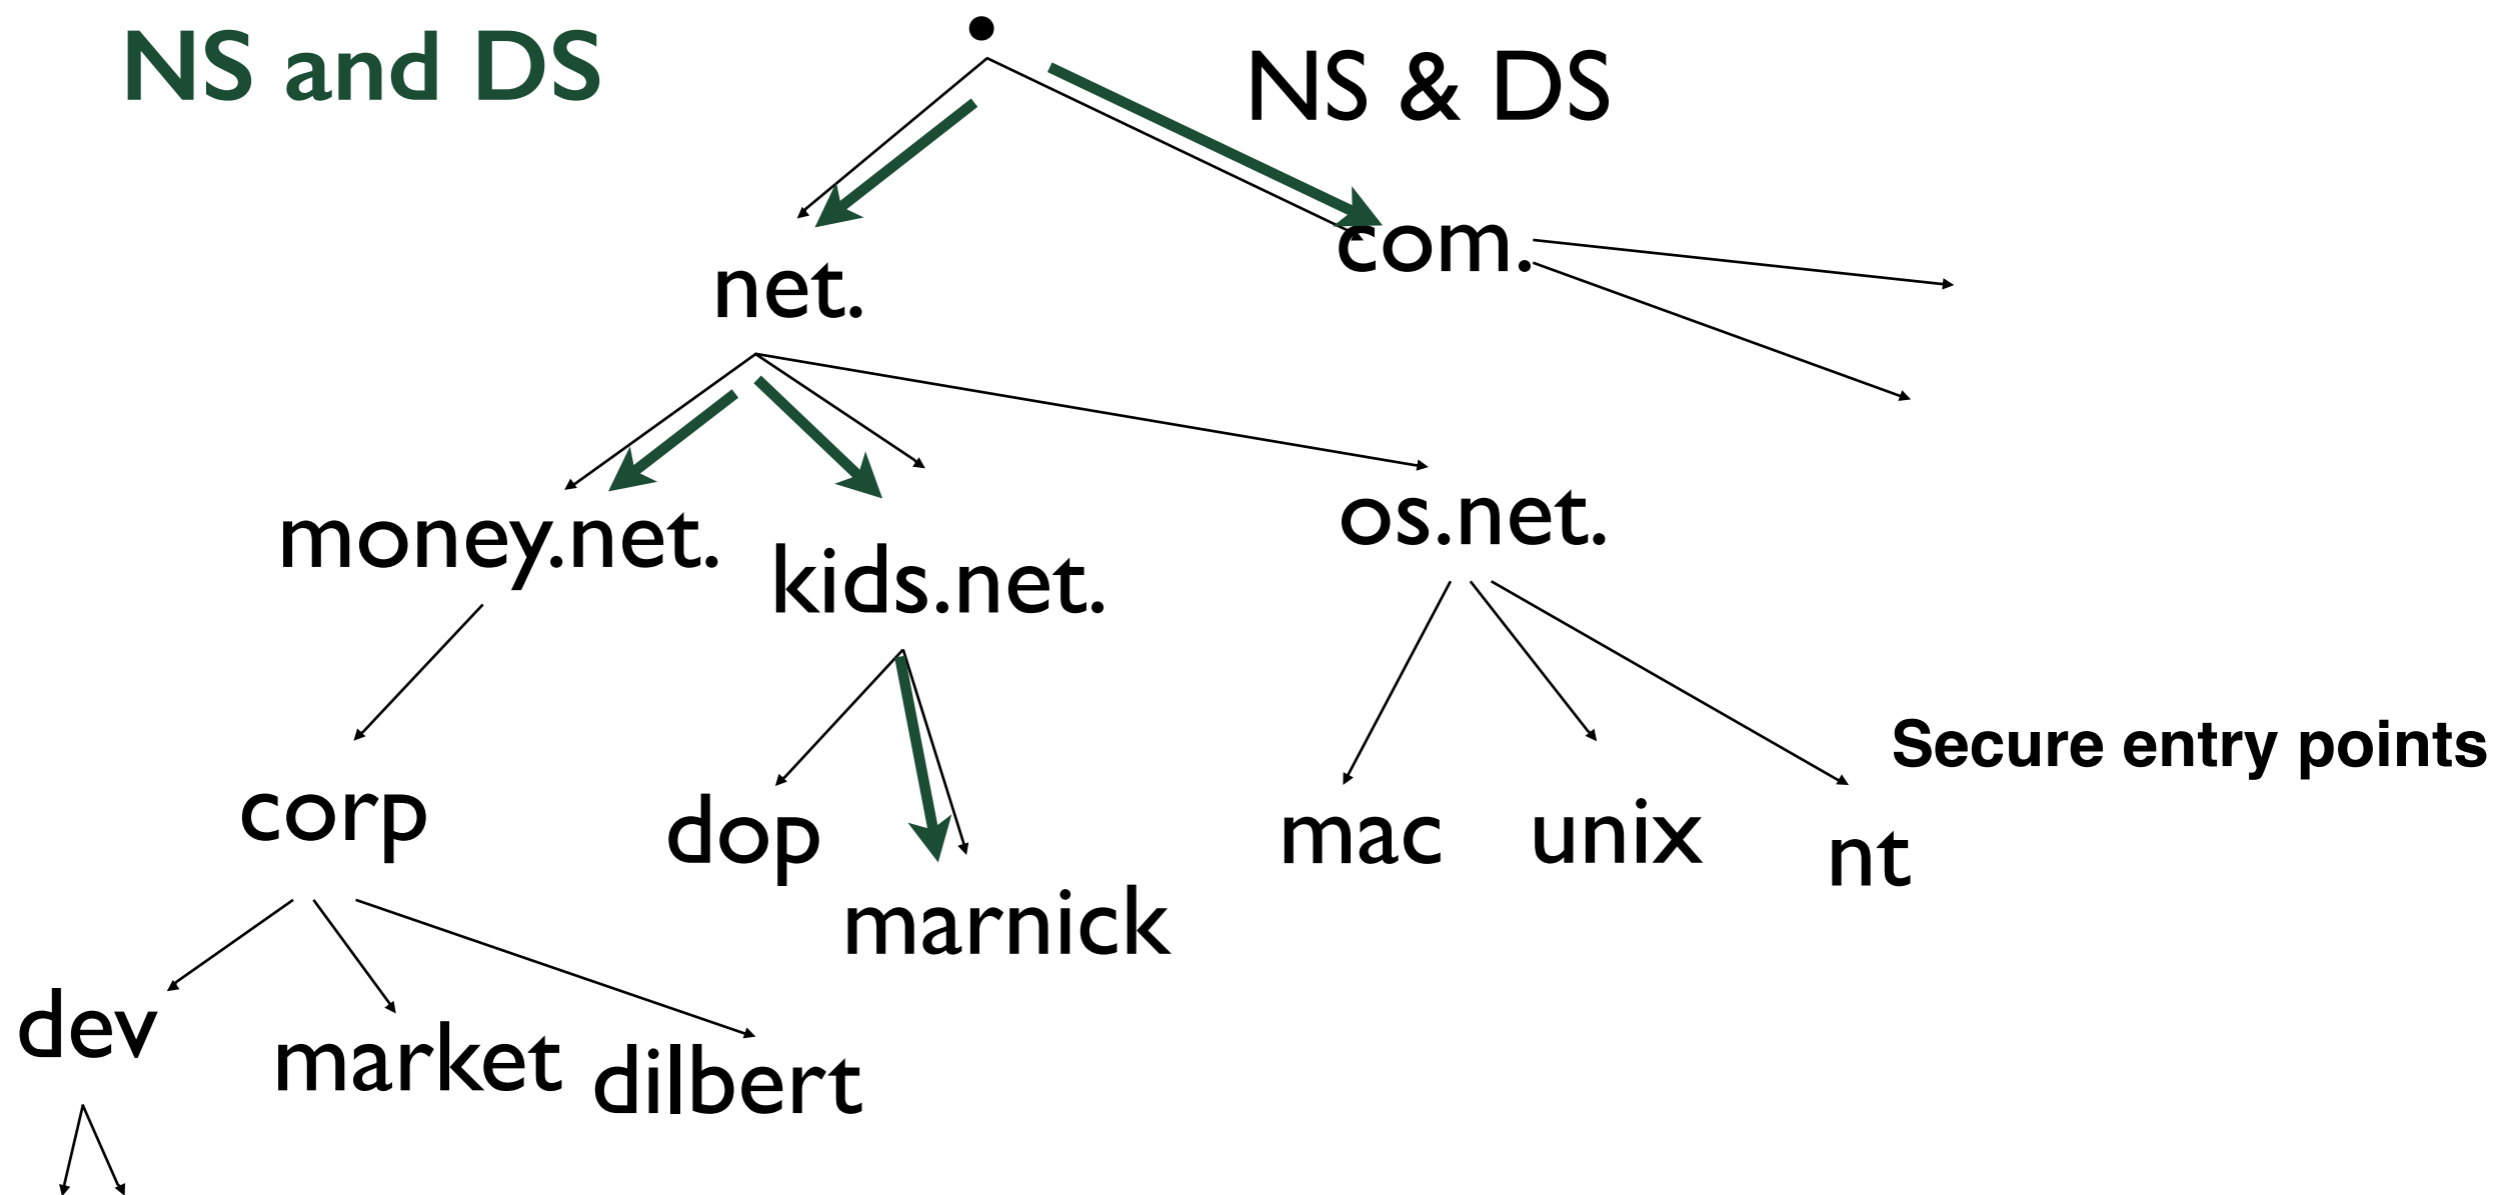 NS and DS
.
NS & DS
net.
com.
money.net.
kids.net.
os.net.
Secure entry points
corp
dop
marnick
mac
unix
nt
dev
market
dilbert